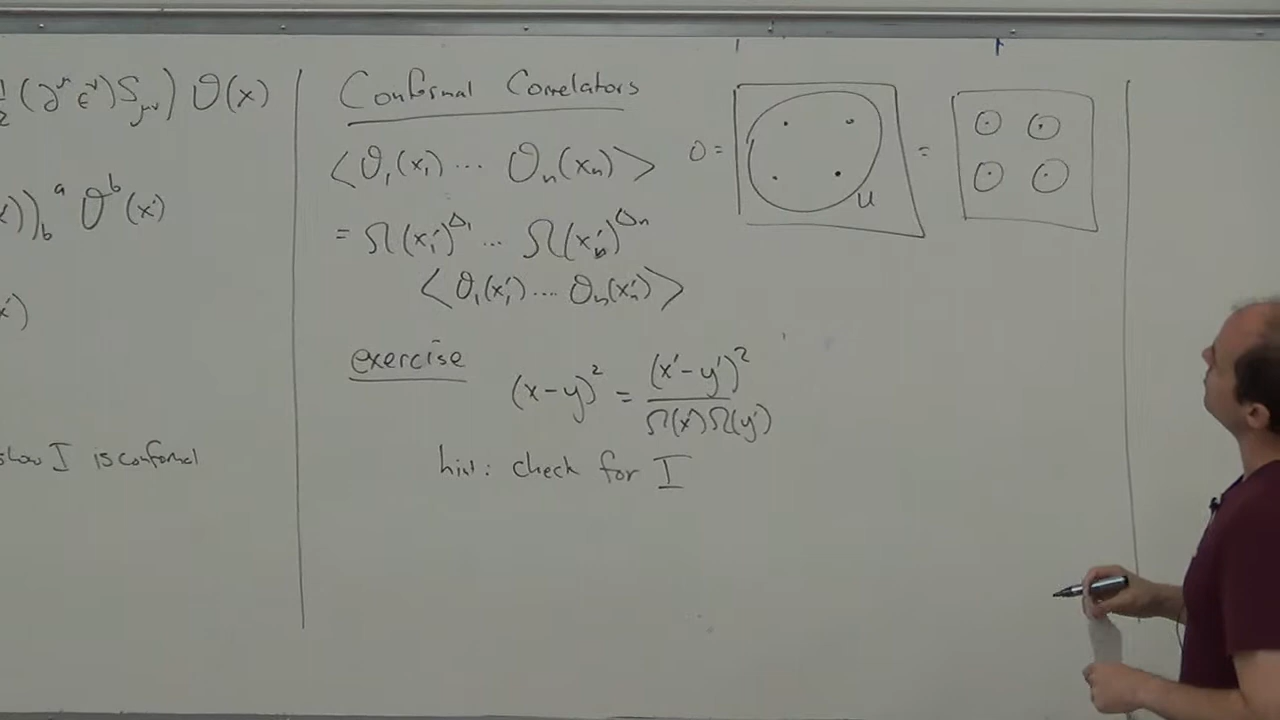 ½ (∂^μ ε^ν) S_μν) O(x)
))_b^a O^b(x')
x')
show I is conformal
Conformal Correlators
<O₁(x₁) ... Oₙ(xₙ)>
= Ω(x₁')^Δ₁ ... Ω(xₙ')^Δₙ
<O₁(x₁') .... Oₙ(xₙ')>
exercise
(x-y)² = (x'-y')² / Ω(x')Ω(y')
hint: check for I
0 =
U
=